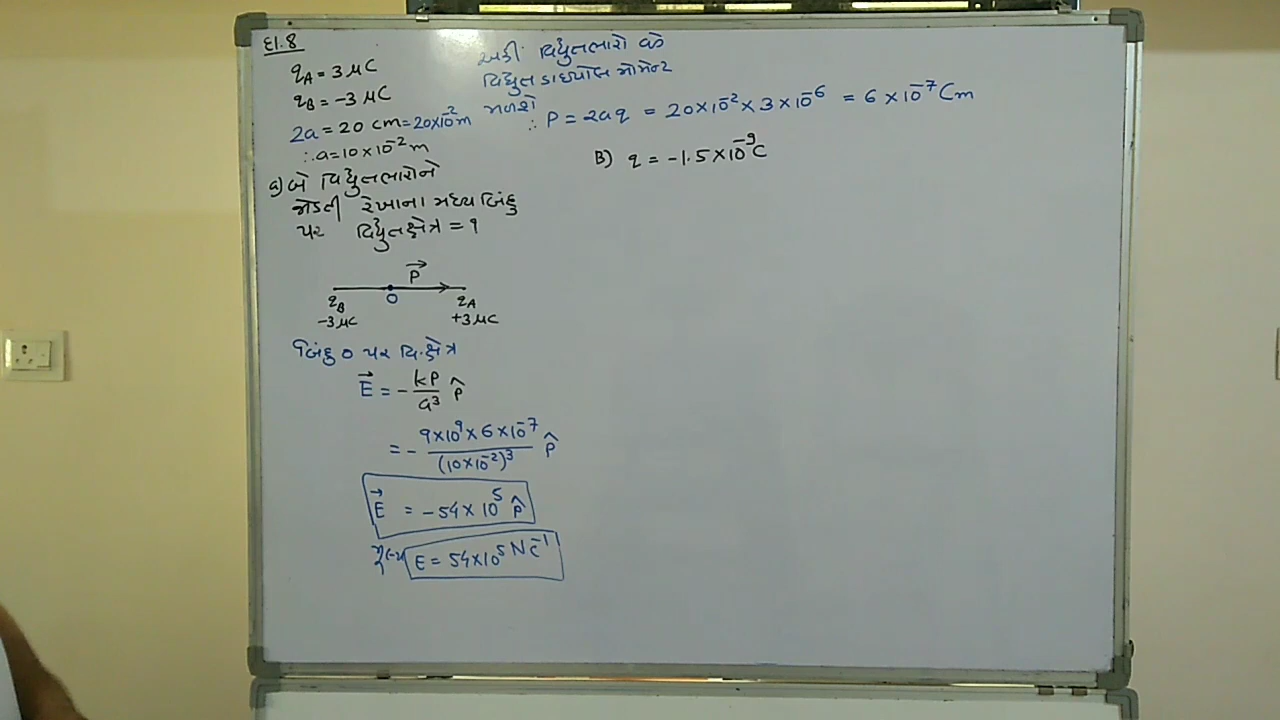 દા.8
qA = 3 μC
qB = -3 μC
2a = 20 cm = 20×10⁻² m
∴ a = 10×10⁻² m
a) બે વિદ્યુતભારોને
જોડતી રેખાના મધ્યબિંદુ
પર વિદ્યુતક્ષેત્ર = ?
P⃗
O
qB qA
-3 μC +3 μC
બિંદુ O પર વિ.ક્ષેત્ર
E⃗ = - kP/a³ P̂
= - 9×10⁹×6×10⁻⁷/(10×10⁻²)³ P̂
E⃗ = -54×10⁵ P̂
મૂલ્ય E = 54×10⁵ NC⁻¹
અહીં વિદ્યુતભારો
વિદ્યુત ડાઇપોલ મોમેન્ટ
મળશે
∴ P = 2aq = 20×10⁻²×3×10⁻⁶ = 6×10⁻⁷ Cm
B) q = -1.5×10⁻⁹C